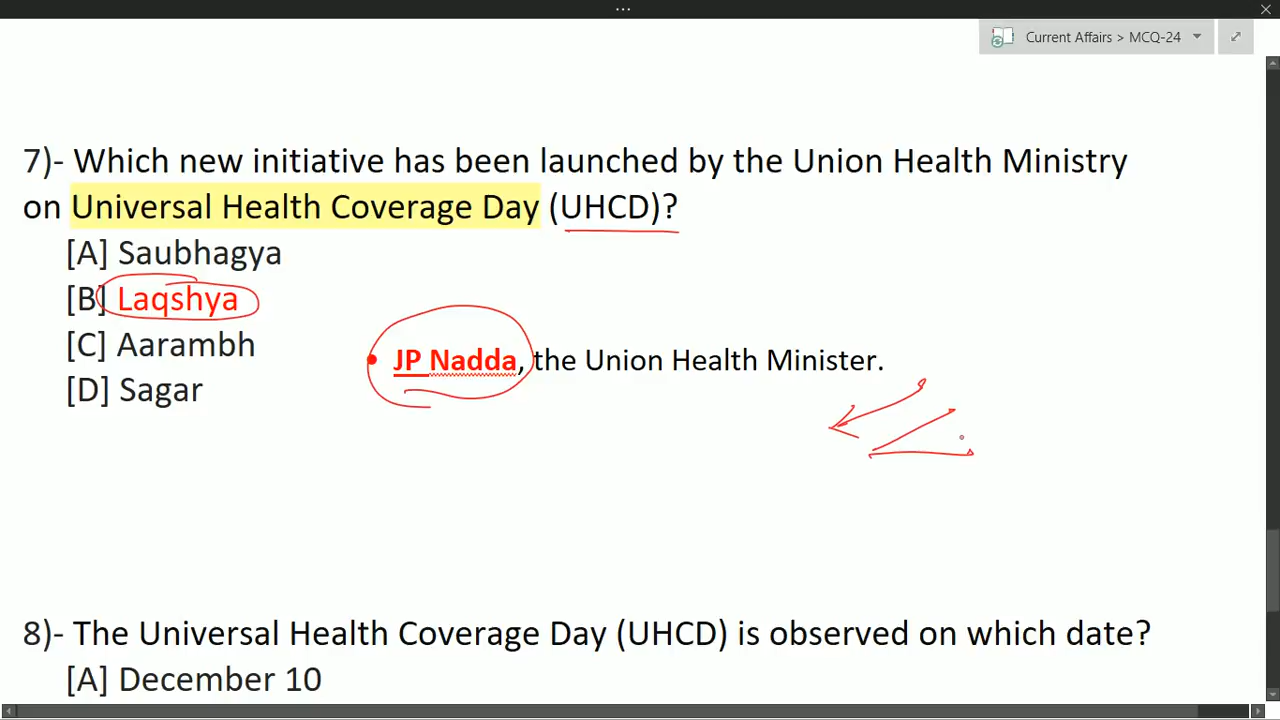 Current Affairs > MCQ-24
7)- Which new initiative has been launched by the Union Health Ministry
on Universal Health Coverage Day (UHCD)?
[A] Saubhagya
[B] Laqshya
[C] Aarambh
JP Nadda, the Union Health Minister.
[D] Sagar
8)- The Universal Health Coverage Day (UHCD) is observed on which date?
[A] December 10